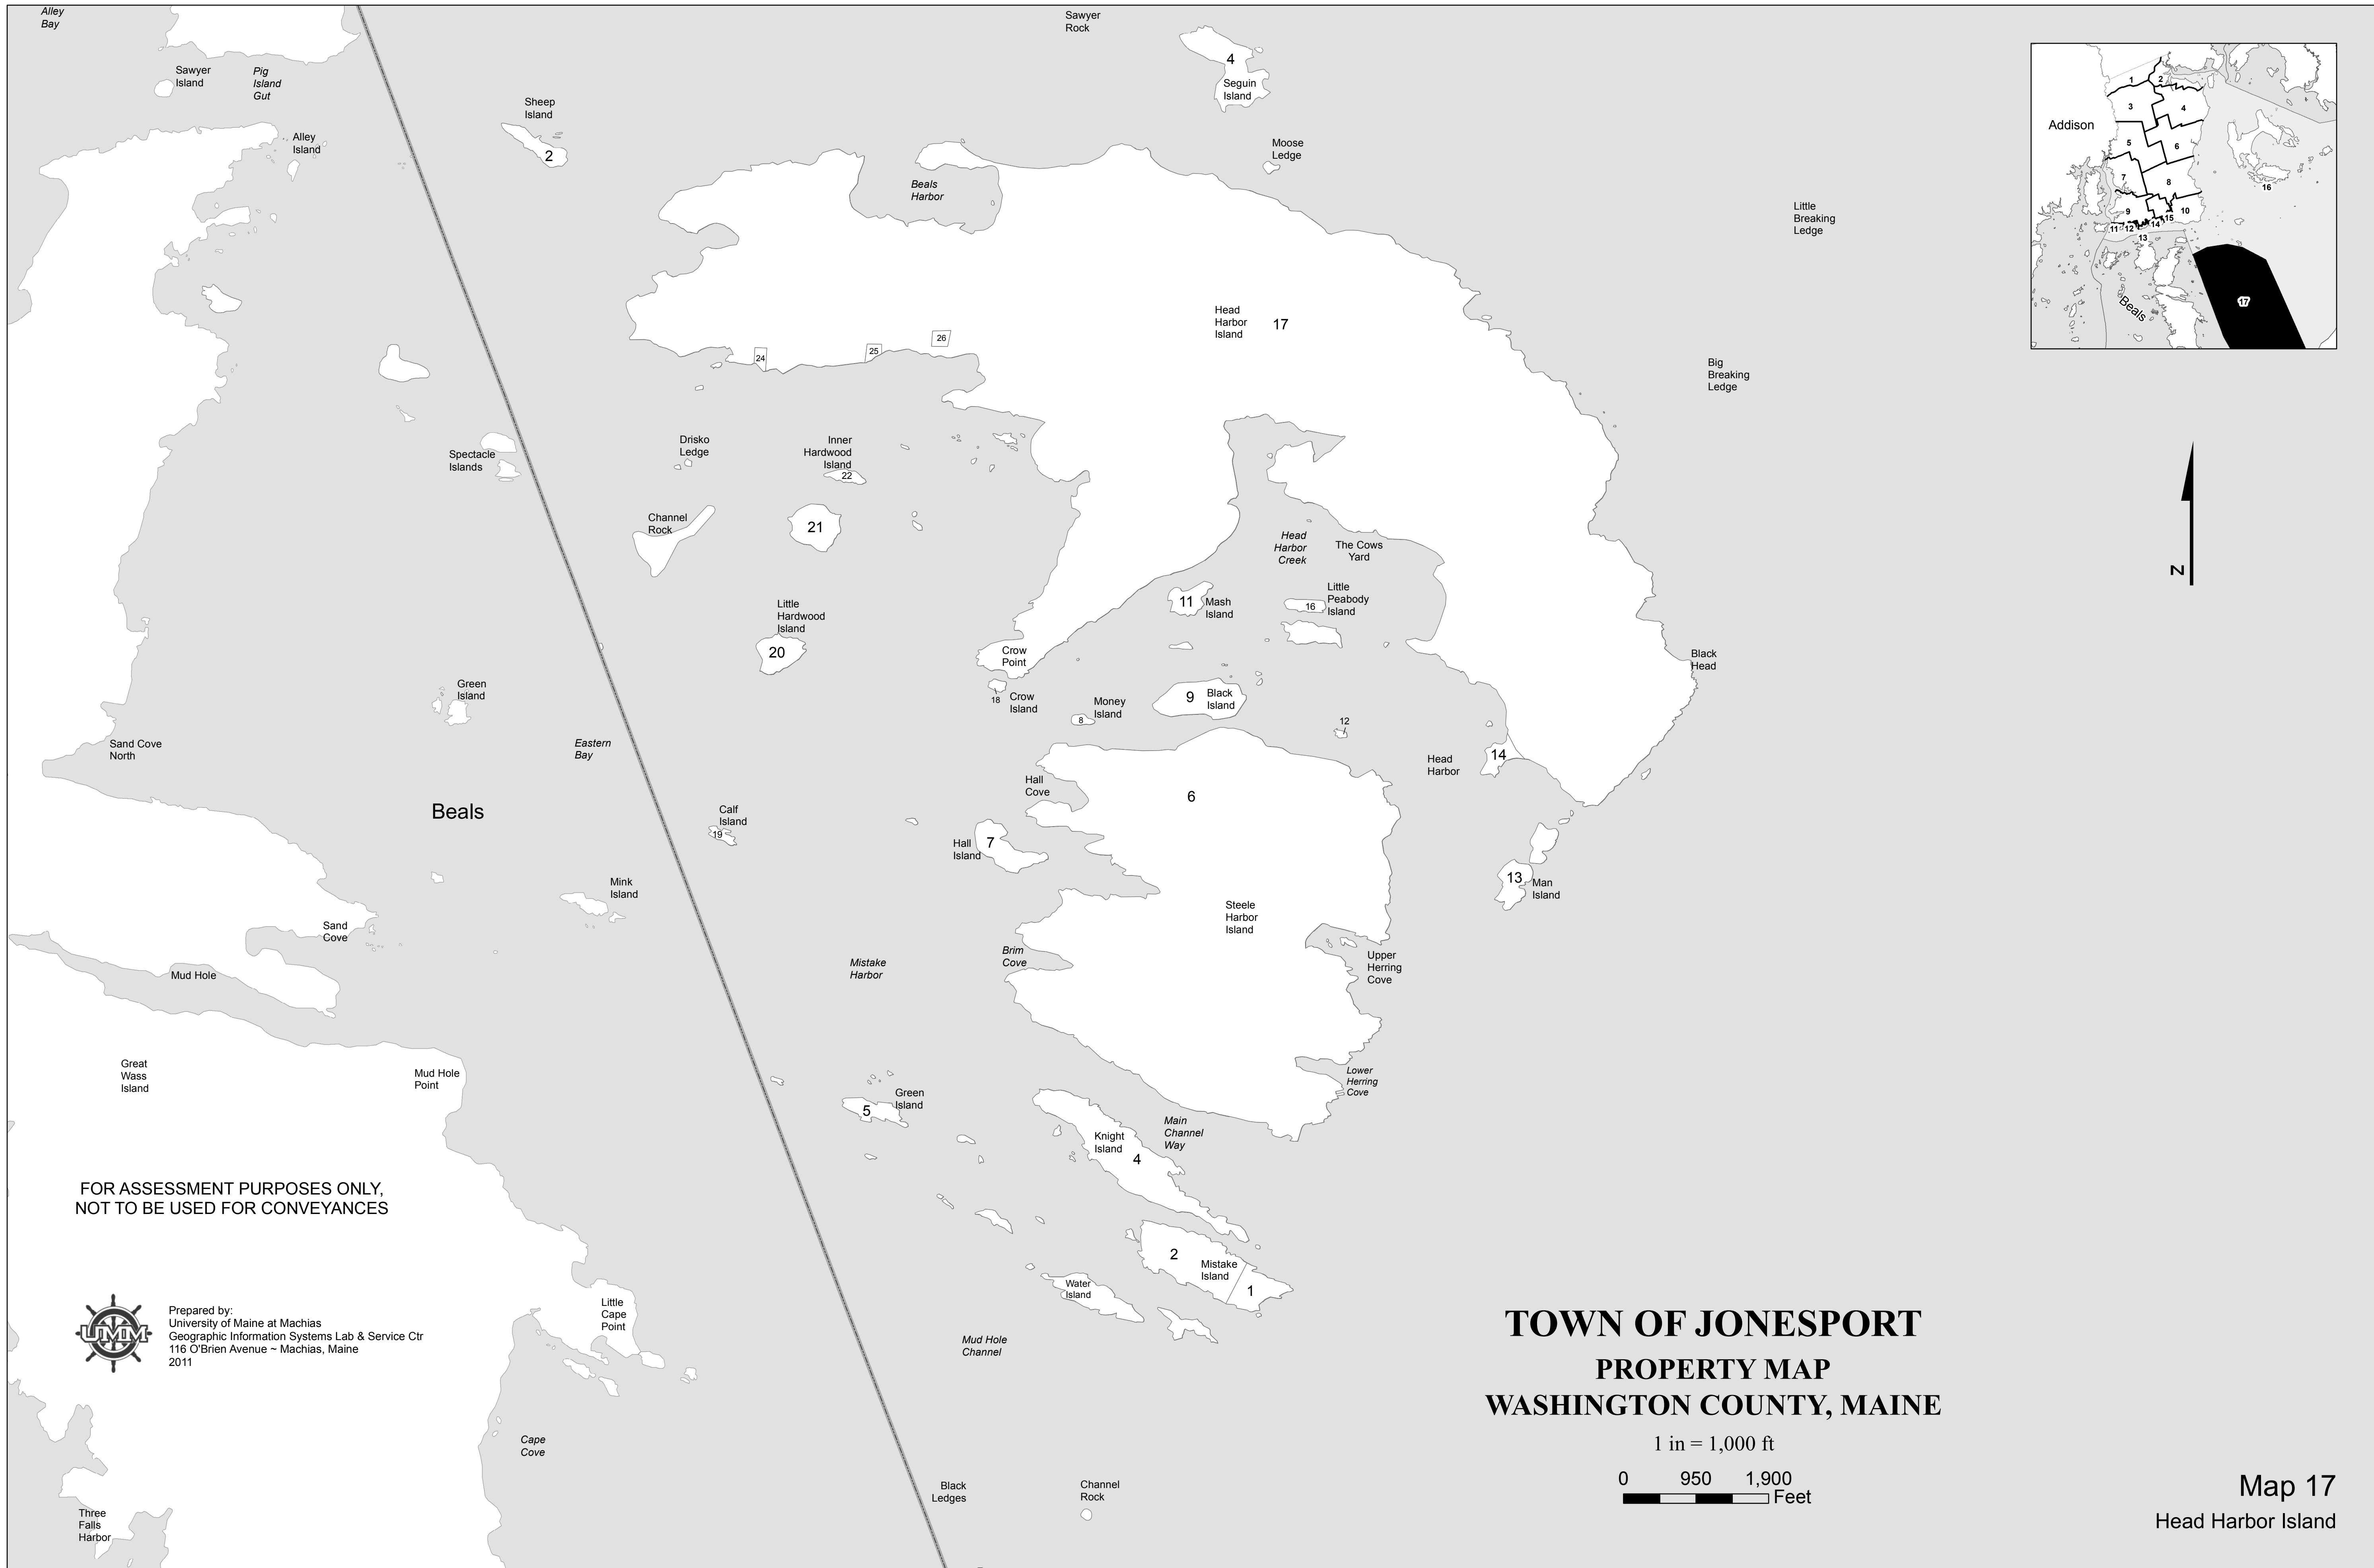 Alley
Bay
Sawyer
Island
Pig
Island
Gut
Alley
Island
Sheep
Island
2
Sawyer
Rock
4
Seguin
Island
Moose
Ledge
Beals
Harbor
Little
Breaking
Ledge
Head
Harbor
Island
17
Big
Breaking
Ledge
24
25
26
Spectacle
Islands
Drisko
Ledge
Inner
Hardwood
Island
22
Channel
Rock
21
Head
Harbor
Creek
The Cows
Yard
Little
Hardwood
Island
20
11
Mash
Island
16
Little
Peabody
Island
Crow
Point
18
Crow
Island
Money
Island
8
9
Black
Island
12
Black
Head
Green
Island
Sand Cove
North
Eastern
Bay
Beals
Hall
Cove
6
Head
Harbor
14
Calf
Island
19
Hall
Island
7
13
Man
Island
Mink
Island
Steele
Harbor
Island
Sand
Cove
Mud Hole
Mistake
Harbor
Brim
Cove
Upper
Herring
Cove
Great
Wass
Island
Mud Hole
Point
Lower
Herring
Cove
5
Green
Island
Main
Channel
Way
Knight
Island
4
2
Mistake
Island
1
Water
Island
Little
Cape
Point
Mud Hole
Channel
Cape
Cove
Black
Ledges
Channel
Rock
Three
Falls
Harbor
FOR ASSESSMENT PURPOSES ONLY,
NOT TO BE USED FOR CONVEYANCES
UMM
Prepared by:
University of Maine at Machias
Geographic Information Systems Lab & Service Ctr
116 O'Brien Avenue ~ Machias, Maine
2011
Addison
1
2
3
4
5
6
7
8
9
10
11
12
13
14
15
16
17
Beals
N
TOWN OF JONESPORT
PROPERTY MAP
WASHINGTON COUNTY, MAINE
1 in = 1,000 ft
0 950 1,900
Feet
Map 17
Head Harbor Island